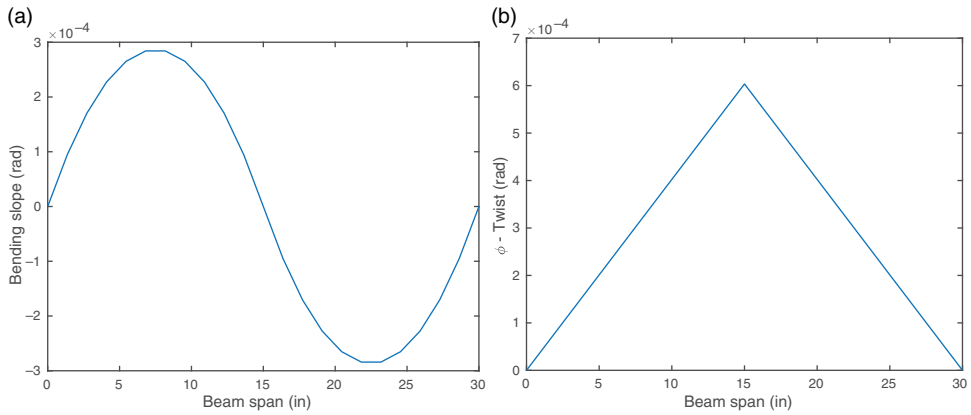 (a)
×10−4
3
2
1
0
−1
−2
−3
0 5 10 15 20 25 30
Bending slope (rad)
Beam span (in)
(b)
×10−4
7
6
5
4
3
2
1
0
0 5 10 15 20 25 30
ϕ - Twist (rad)
Beam span (in)